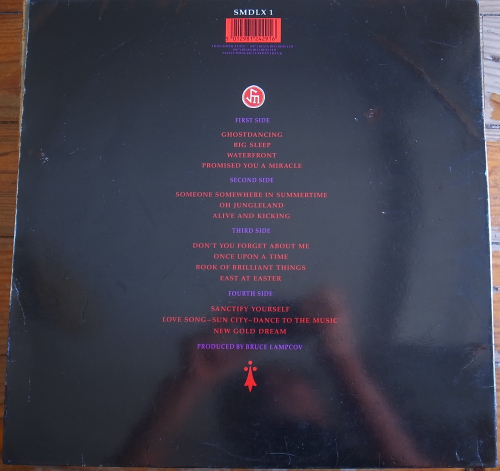 SMDLX 1
FIRST SIDE
GHOSTDANCING
BIG SLEEP
WATERFRONT
PROMISED YOU A MIRACLE
SECOND SIDE
SOMEONE SOMEWHERE IN SUMMERTIME
OH JUNGLELAND
ALIVE AND KICKING
THIRD SIDE
DON'T YOU FORGET ABOUT ME
ONCE UPON A TIME
BOOK OF BRILLIANT THINGS
EAST AT EASTER
FOURTH SIDE
SANCTIFY YOURSELF
LOVE SONG–SUN CITY–DANCE TO THE MUSIC
NEW GOLD DREAM
PRODUCED BY BRUCE LAMPCOV